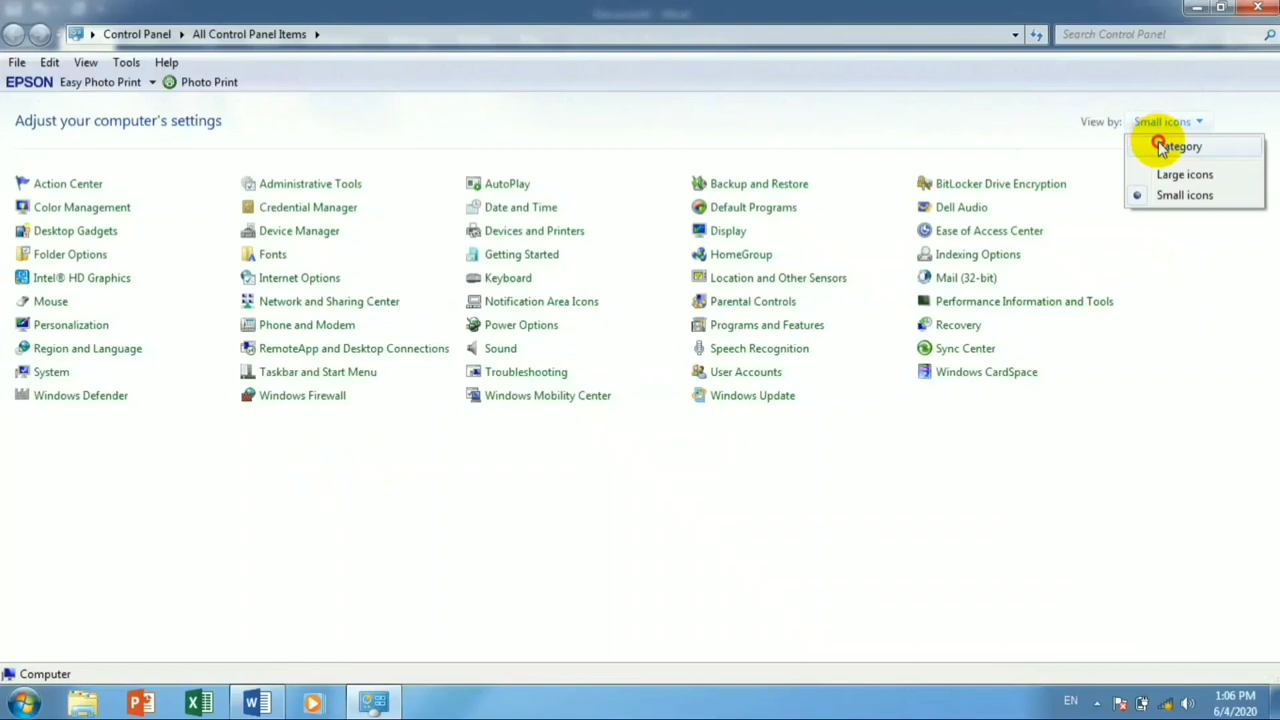 Control Panel All Control Panel Items Search Control Panel
File Edit View Tools Help
EPSON Easy Photo Print Photo Print
Adjust your computer's settings View by: Small icons
Category
Large icons
Small icons
Action Center Administrative Tools AutoPlay Backup and Restore BitLocker Drive Encryption
Color Management Credential Manager Date and Time Default Programs Dell Audio
Desktop Gadgets Device Manager Devices and Printers Display Ease of Access Center
Folder Options Fonts Getting Started HomeGroup Indexing Options
Intel® HD Graphics Internet Options Keyboard Location and Other Sensors Mail (32-bit)
Mouse Network and Sharing Center Notification Area Icons Parental Controls Performance Information and Tools
Personalization Phone and Modem Power Options Programs and Features Recovery
Region and Language RemoteApp and Desktop Connections Sound Speech Recognition Sync Center
System Taskbar and Start Menu Troubleshooting User Accounts Windows CardSpace
Windows Defender Windows Firewall Windows Mobility Center Windows Update
Computer
EN 1:06 PM
6/4/2020